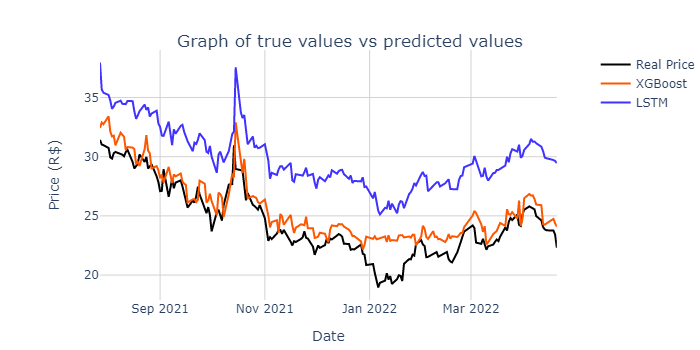 Graph of true values vs predicted values
Real Price
XGBoost
LSTM
Price (R$)
35
30
25
20
Sep 2021
Nov 2021
Jan 2022
Mar 2022
Date